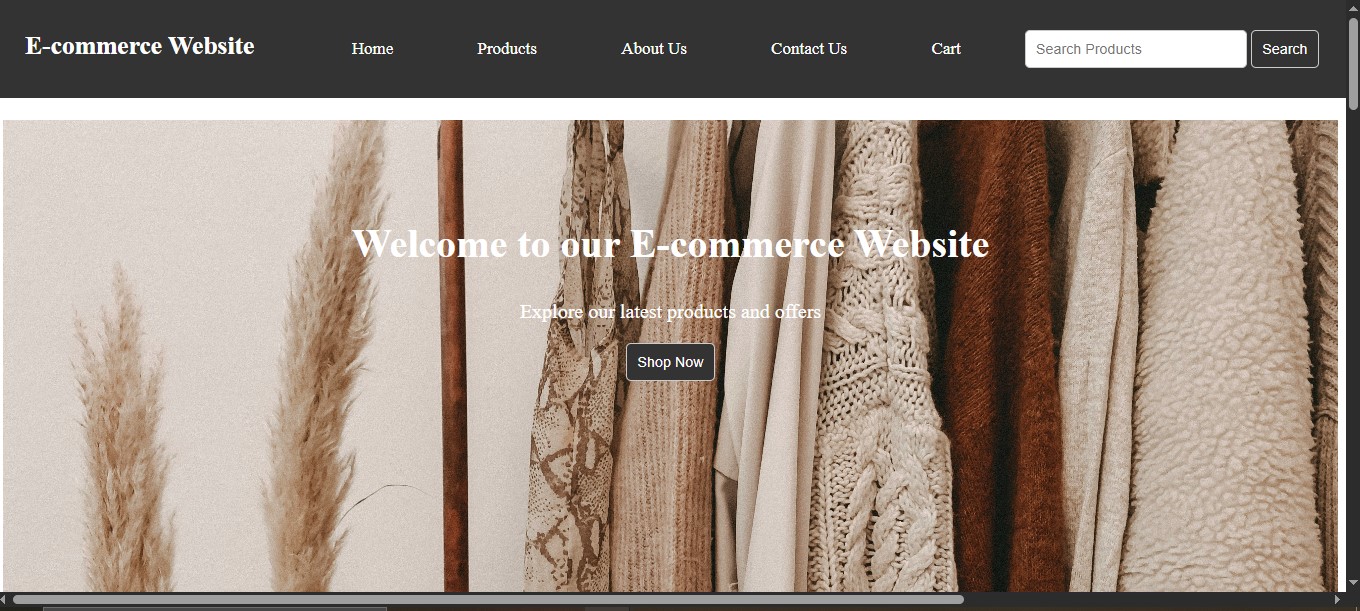 E-commerce Website
Home
Products
About Us
Contact Us
Cart
Search Products
Search
Welcome to our E-commerce Website
Explore our latest products and offers
Shop Now